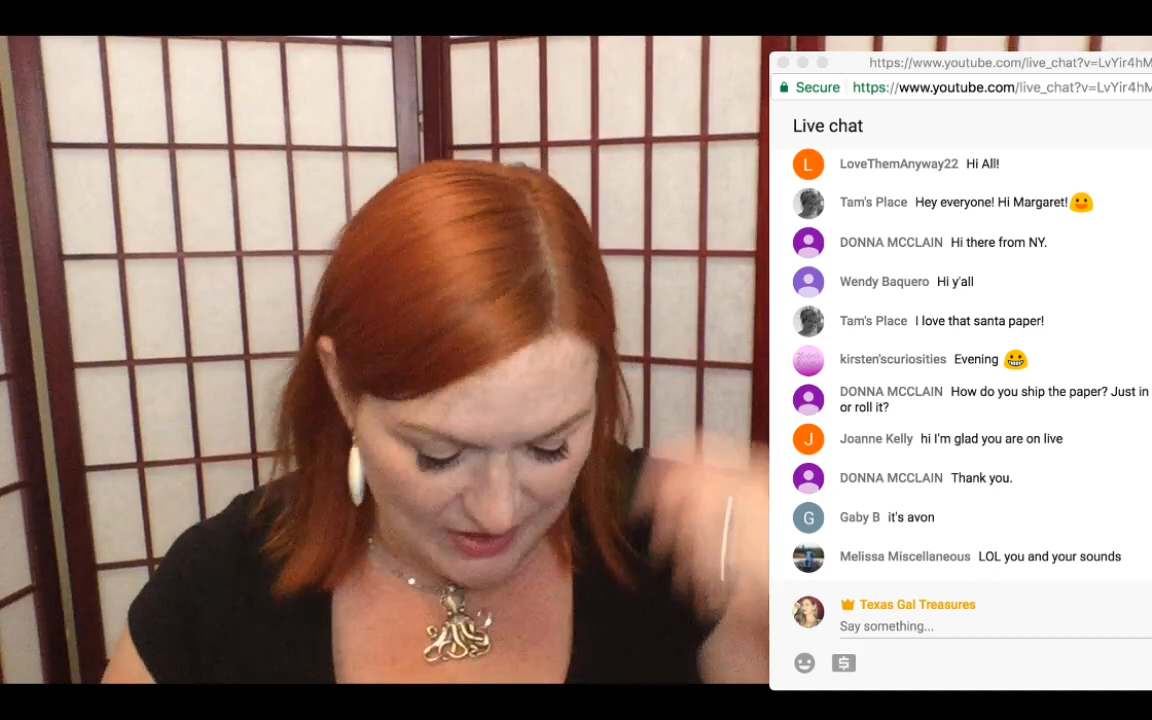 https://www.youtube.com/live_chat?v=LvYir4hM
Secure https://www.youtube.com/live_chat?v=LvYir4hM
Live chat
L LoveThemAnyway22 Hi All!
Tam's Place Hey everyone! Hi Margaret!
DONNA MCCLAIN Hi there from NY.
Wendy Baquero Hi y'all
Tam's Place I love that santa paper!
kirsten'scuriosities Evening
DONNA MCCLAIN How do you ship the paper? Just in
or roll it?
J Joanne Kelly hi I'm glad you are on live
DONNA MCCLAIN Thank you.
G Gaby B it's avon
Melissa Miscellaneous LOL you and your sounds
Texas Gal Treasures
Say something...